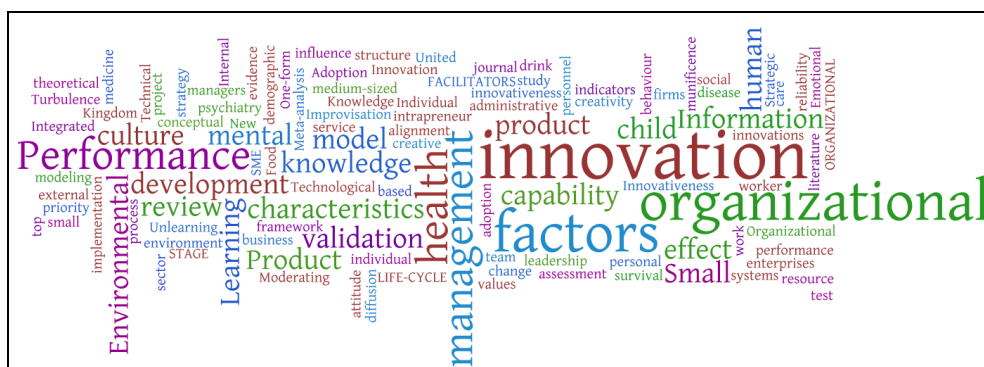 human
influence structure United
Internal
evidence
demographic
One-form
medicine
journal drink
personnel
behaviour
munificence
social
Strategic
care
reliability
Emotional
ORGANIZATIONAL
Technical
project
strategy
Adoption Innovation
theoretical
managers
medium-sized
FACILITATORS study
indicators
firms
disease
Turbulence
Meta-analysis
Knowledge Individual
innovativeness
creativity
Kingdom
psychiatry
administrative
conceptual New
Improvisation
intrapreneur
product
child
Information
Integrated
culture
mental
service
model
alignment
creative
innovations
Performance
SME
Food
knowledge
health
management
innovation
literature
modeling
development
Technological based
Innovativeness
worker
external
implementation
Environmental
process
review
Learning
characteristics
adoption
capability
organizational
priority
top
small
Unlearning
framework
factors
work
Organizational
environment
business
validation
effect
STAGE
sector
Product
individual
team
leadership
personal
performance
Moderating
attitude
diffusion
LIFE-CYCLE
change
assessment
survival
Small
systems
enterprises
resource
values
test